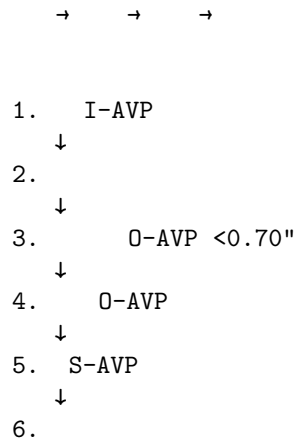 → → →
1. I-AVP
↓
2.
↓
3. O-AVP <0.70"
↓
4. O-AVP
↓
5. S-AVP
↓
6.